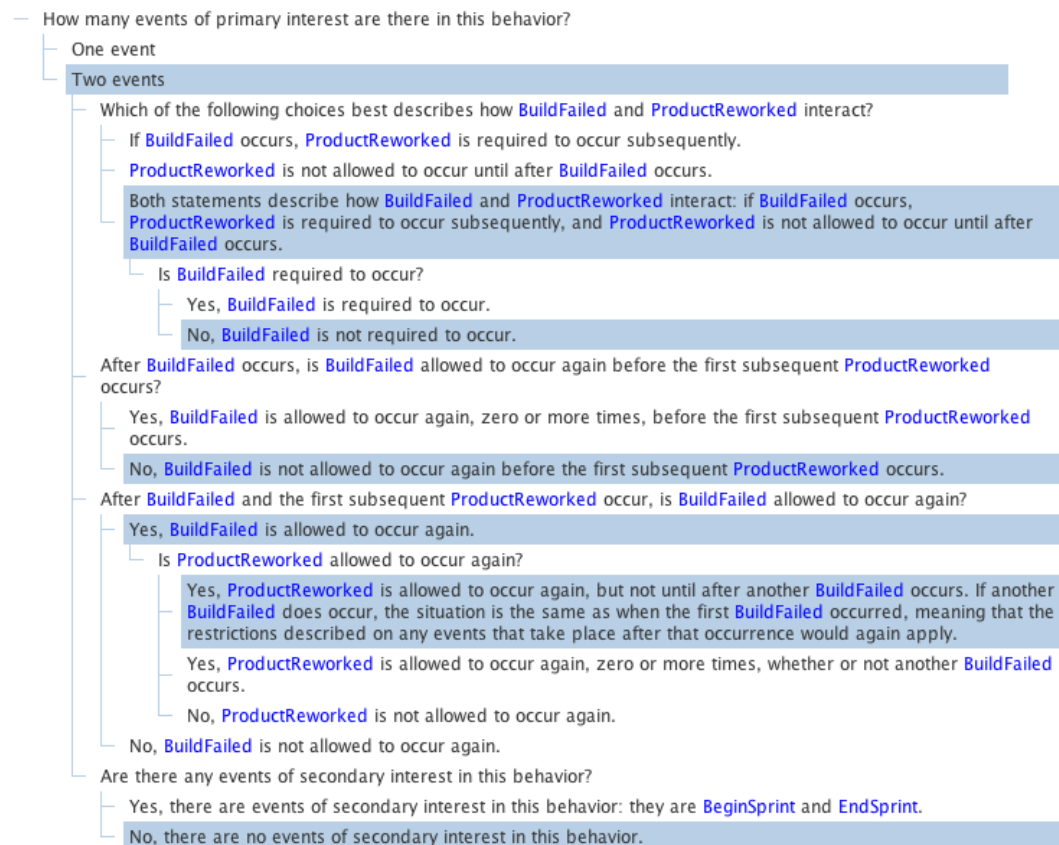 How many events of primary interest are there in this behavior?
One event
Two events
Which of the following choices best describes how BuildFailed and ProductReworked interact?
If BuildFailed occurs, ProductReworked is required to occur subsequently.
ProductReworked is not allowed to occur until after BuildFailed occurs.
Both statements describe how BuildFailed and ProductReworked interact: if BuildFailed occurs,
ProductReworked is required to occur subsequently, and ProductReworked is not allowed to occur until after
BuildFailed occurs.
Is BuildFailed required to occur?
Yes, BuildFailed is required to occur.
No, BuildFailed is not required to occur.
After BuildFailed occurs, is BuildFailed allowed to occur again before the first subsequent ProductReworked
occurs?
Yes, BuildFailed is allowed to occur again, zero or more times, before the first subsequent ProductReworked
occurs.
No, BuildFailed is not allowed to occur again before the first subsequent ProductReworked occurs.
After BuildFailed and the first subsequent ProductReworked occur, is BuildFailed allowed to occur again?
Yes, BuildFailed is allowed to occur again.
Is ProductReworked allowed to occur again?
Yes, ProductReworked is allowed to occur again, but not until after another BuildFailed occurs. If another
BuildFailed does occur, the situation is the same as when the first BuildFailed occurred, meaning that the
restrictions described on any events that take place after that occurrence would again apply.
Yes, ProductReworked is allowed to occur again, zero or more times, whether or not another BuildFailed
occurs.
No, ProductReworked is not allowed to occur again.
No, BuildFailed is not allowed to occur again.
Are there any events of secondary interest in this behavior?
Yes, there are events of secondary interest in this behavior: they are BeginSprint and EndSprint.
No, there are no events of secondary interest in this behavior.